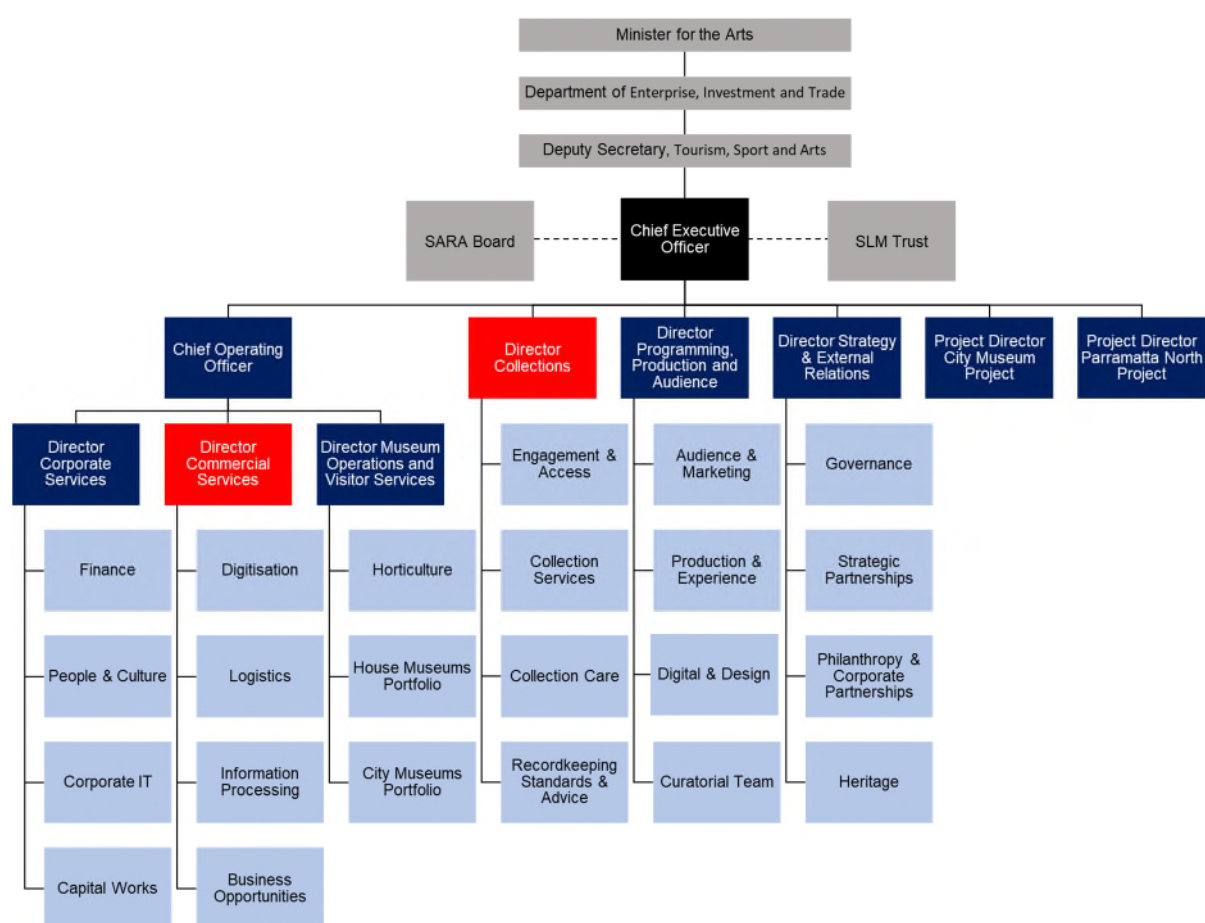 Minister for the Arts
Department of Enterprise, Investment and Trade
Deputy Secretary, Tourism, Sport and Arts
SARA Board
Chief Executive
Officer
SLM Trust
Chief Operating
Officer
Director
Collections
Director
Programming,
Production and
Audience
Director Strategy
& External
Relations
Project Director
City Museum
Project
Project Director
Parramatta North
Project
Director
Corporate
Services
Director
Commercial
Services
Director Museum
Operations and
Visitor Services
Engagement &
Access
Audience &
Marketing
Governance
Finance
Digitisation
Horticulture
Collection
Services
Production &
Experience
Strategic
Partnerships
People & Culture
Logistics
House Museums
Portfolio
Collection Care
Digital & Design
Philanthropy &
Corporate
Partnerships
Corporate IT
Information
Processing
City Museums
Portfolio
Recordkeeping
Standards &
Advice
Curatorial Team
Heritage
Capital Works
Business
Opportunities